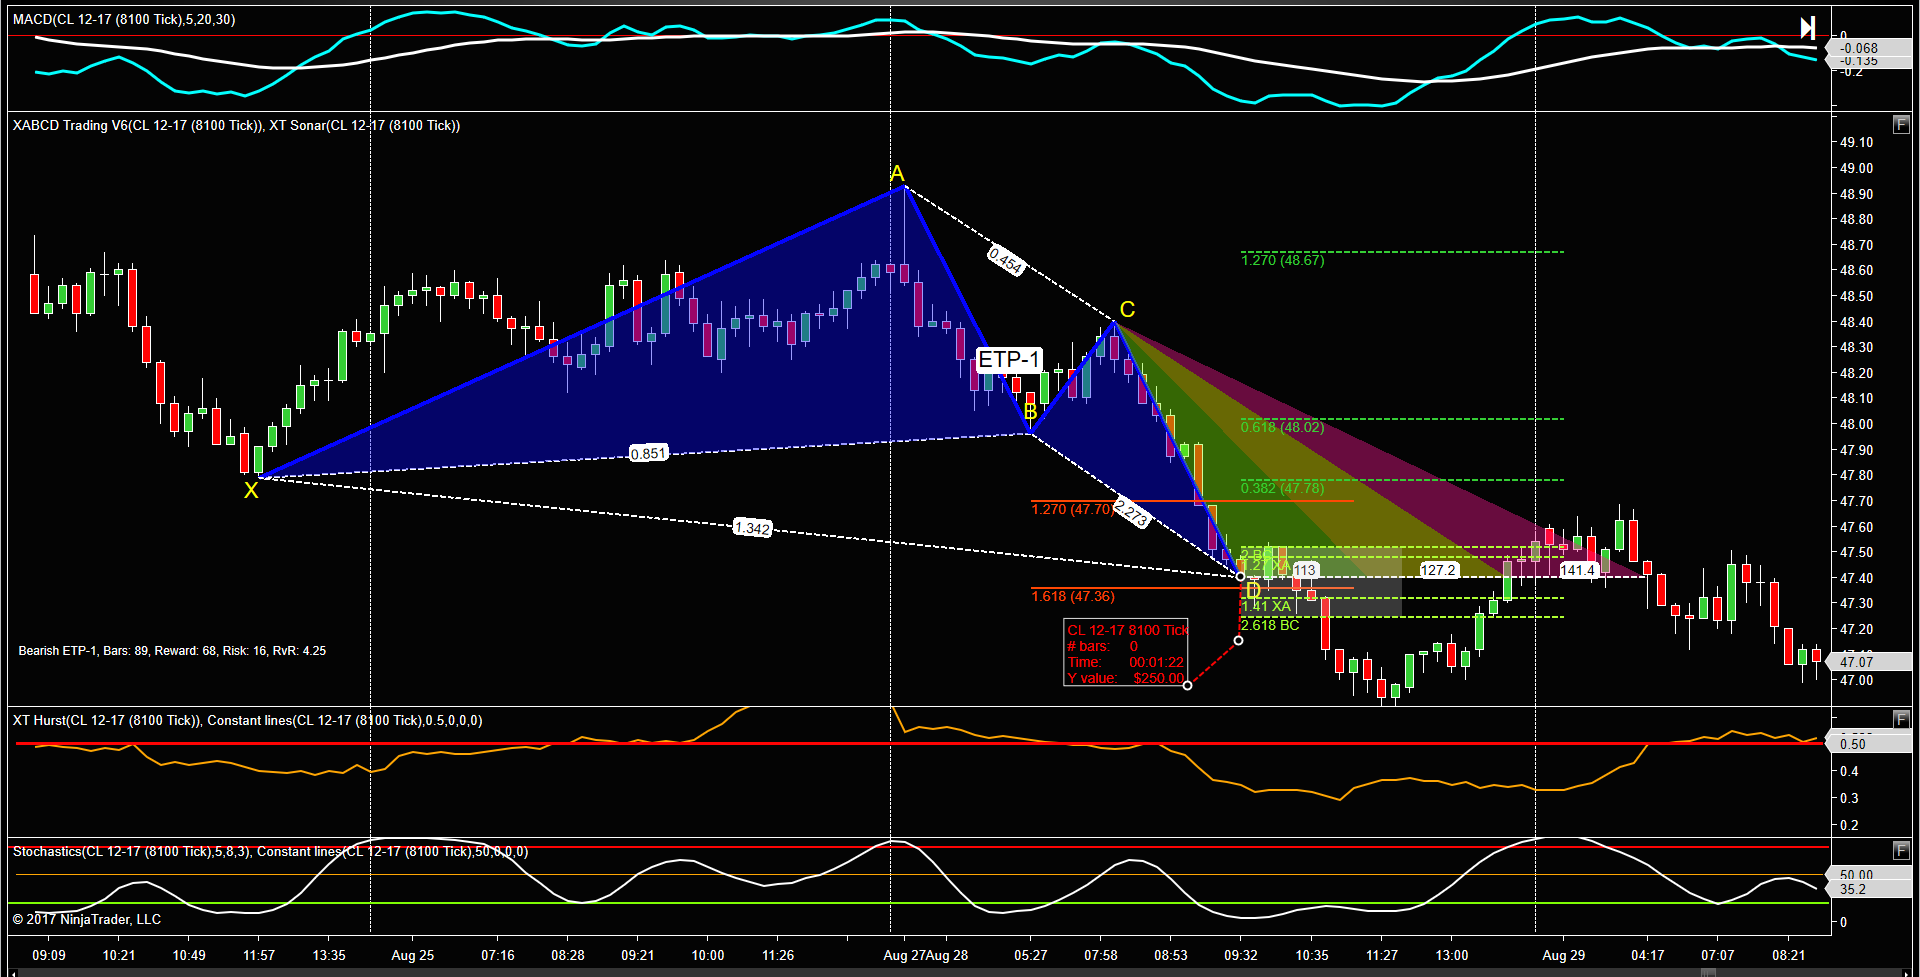 MACD(CL 12-17 (8100 Tick),5,20,30)
0
-0.068
-0.135
-0.2
XABCD Trading V6(CL 12-17 (8100 Tick)), XT Sonar(CL 12-17 (8100 Tick))
F
49.10
49.00
48.90
48.80
48.70
48.60
48.50
48.40
48.30
48.20
48.10
48.00
47.90
47.80
47.70
47.60
47.50
47.40
47.30
47.20
47.07
47.00
A
0.454
1.270 (48.67)
C
ETP-1
B
0.618 (48.02)
0.851
X
0.382 (47.78)
1.270 (47.70)
2.273
1.342
2 BC
1.27 XA
113
127.2
141.4
D
1.618 (47.36)
1.41 XA
2.618 BC
CL 12-17 8100 Tick
# bars: 0
Time: 00:01:22
Y value: $250.00
Bearish ETP-1, Bars: 89, Reward: 68, Risk: 16, RvR: 4.25
XT Hurst(CL 12-17 (8100 Tick)), Constant lines(CL 12-17 (8100 Tick),0.5,0,0,0)
F
0.50
0.4
0.3
0.2
Stochastics(CL 12-17 (8100 Tick),5,8,3), Constant lines(CL 12-17 (8100 Tick),50,0,0,0)
F
50.00
35.2
0
© 2017 NinjaTrader, LLC
09:09 10:21 10:49 11:57 13:35 Aug 25 07:16 08:28 09:21 10:00 11:26 Aug 27 Aug 28 05:27 07:58 08:53 09:32 10:35 11:27 13:00 Aug 29 04:17 07:07 08:21